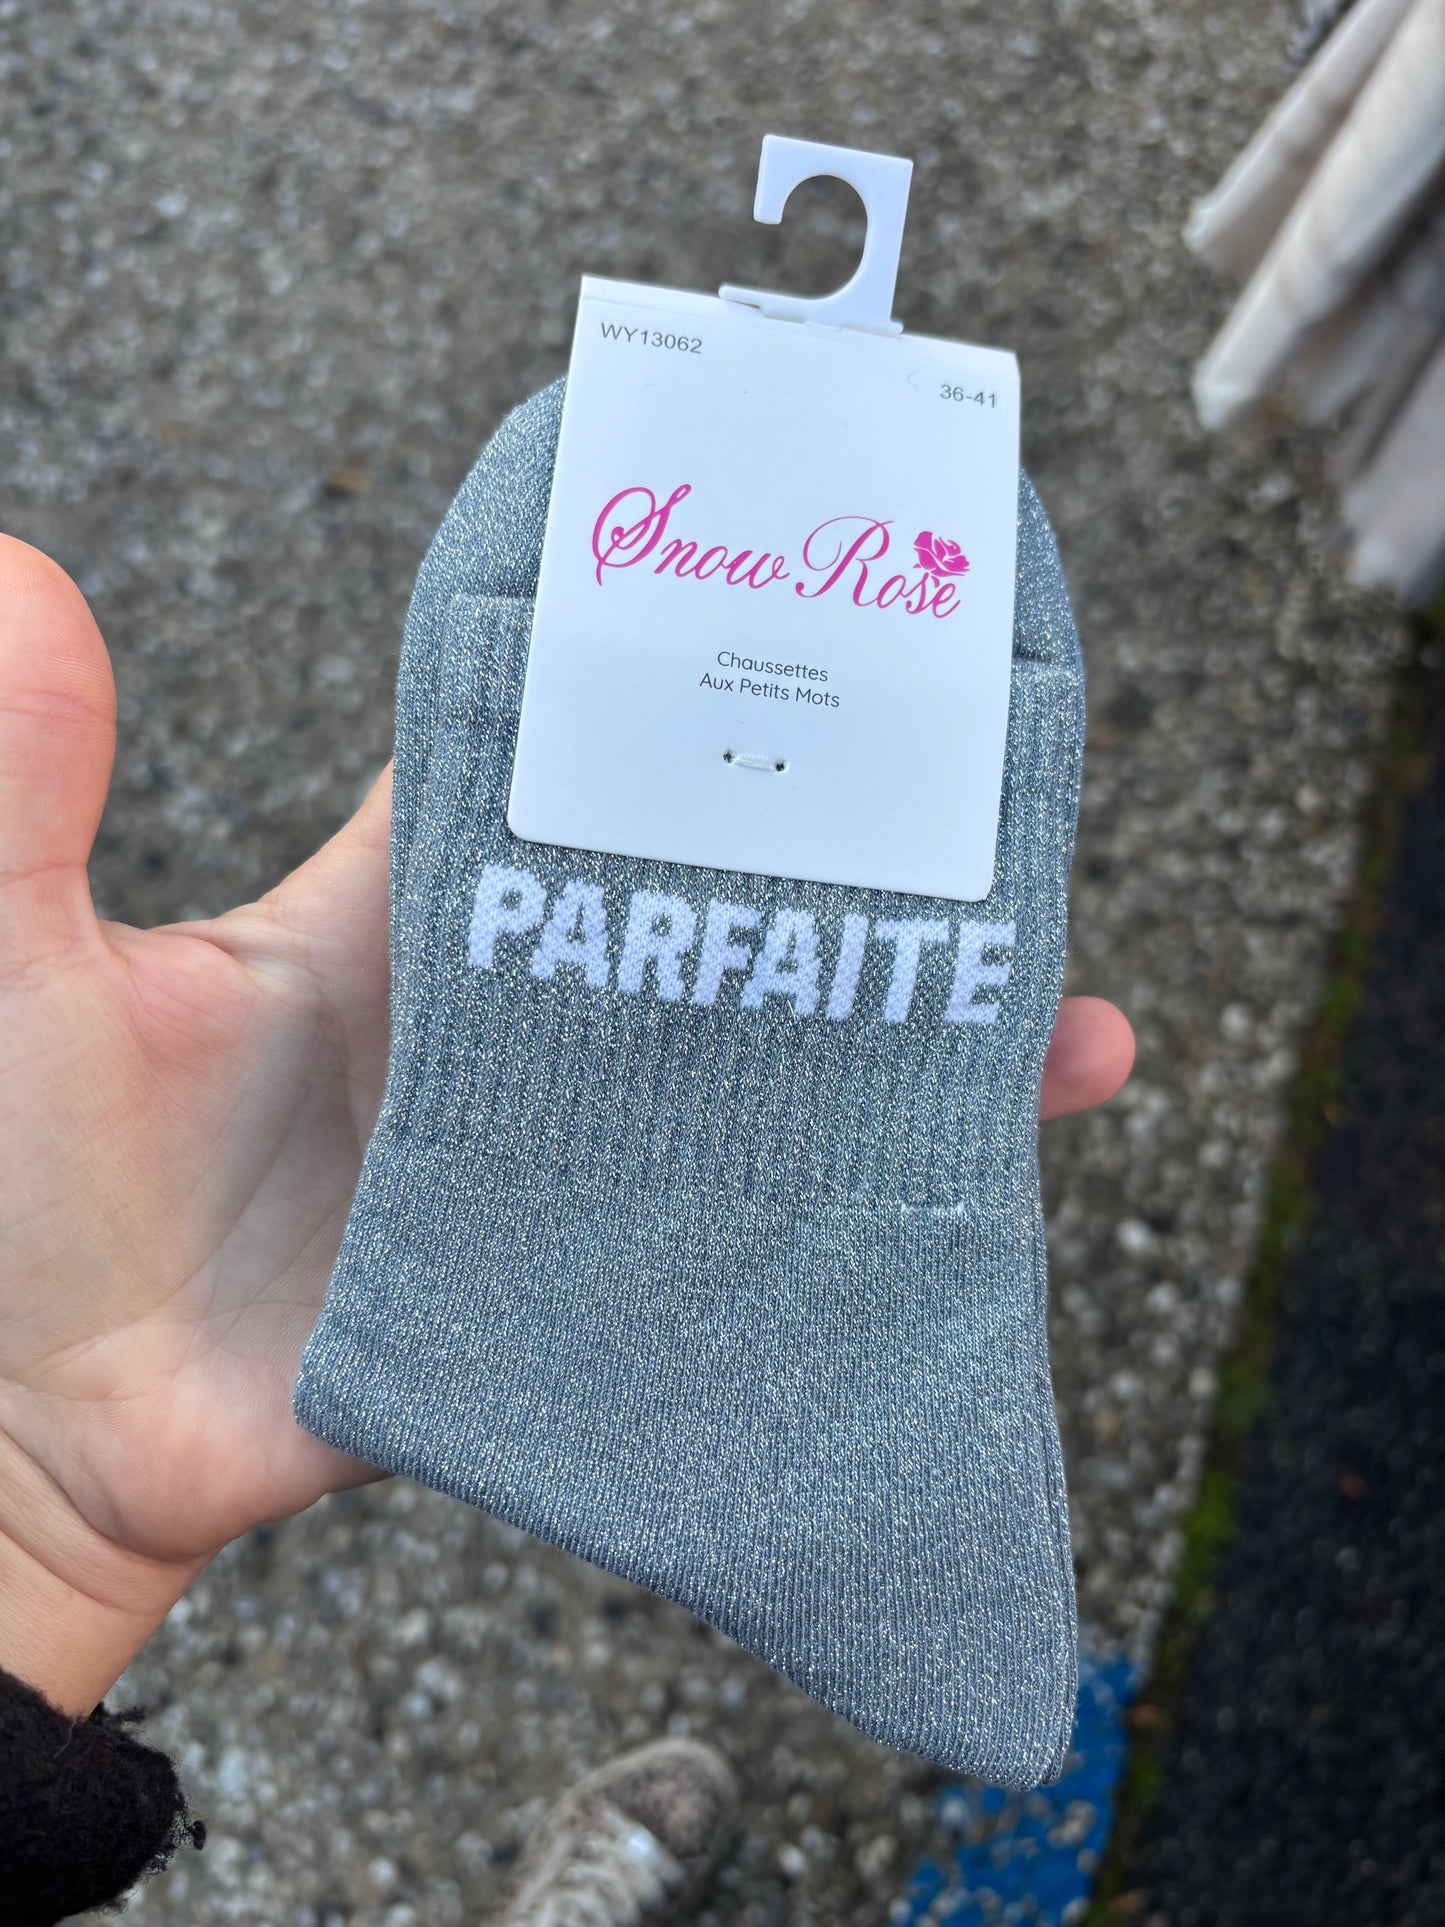 WY13062
36-41
Snow Rose
Chaussettes
Aux Petits Mots
PARFAITE